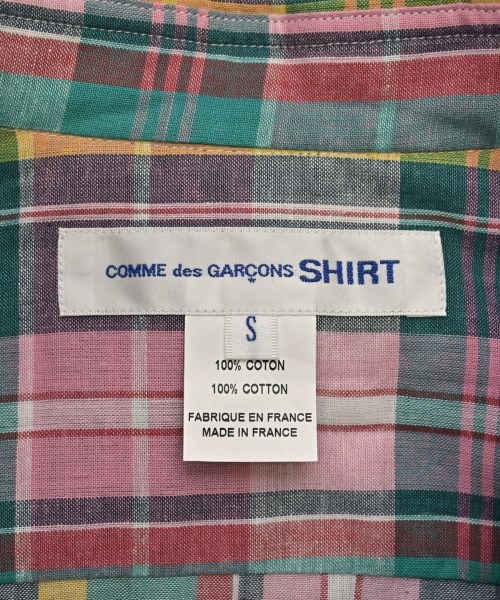 COMME des GARÇONS SHIRT
S
100% COTON
100% COTTON
FABRIQUE EN FRANCE
MADE IN FRANCE